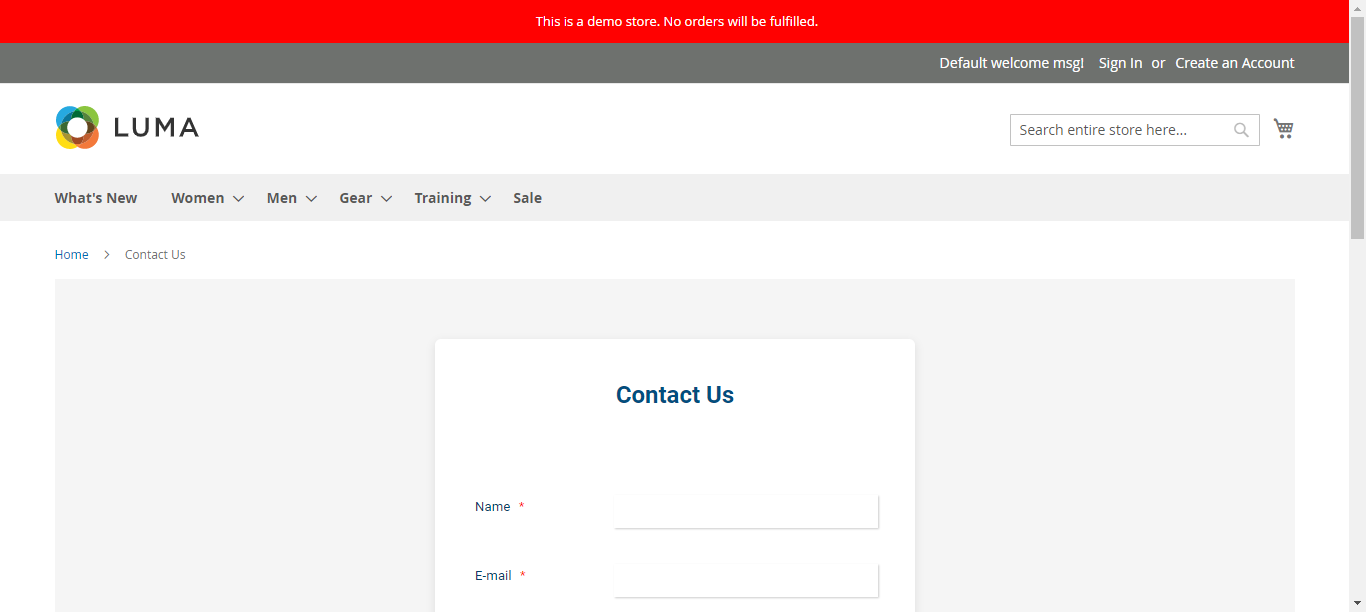 This is a demo store. No orders will be fulfilled.
Default welcome msg! Sign In or Create an Account
LUMA
Search entire store here...
What's New Women Men Gear Training Sale
Home > Contact Us
Contact Us
Name *
E-mail *